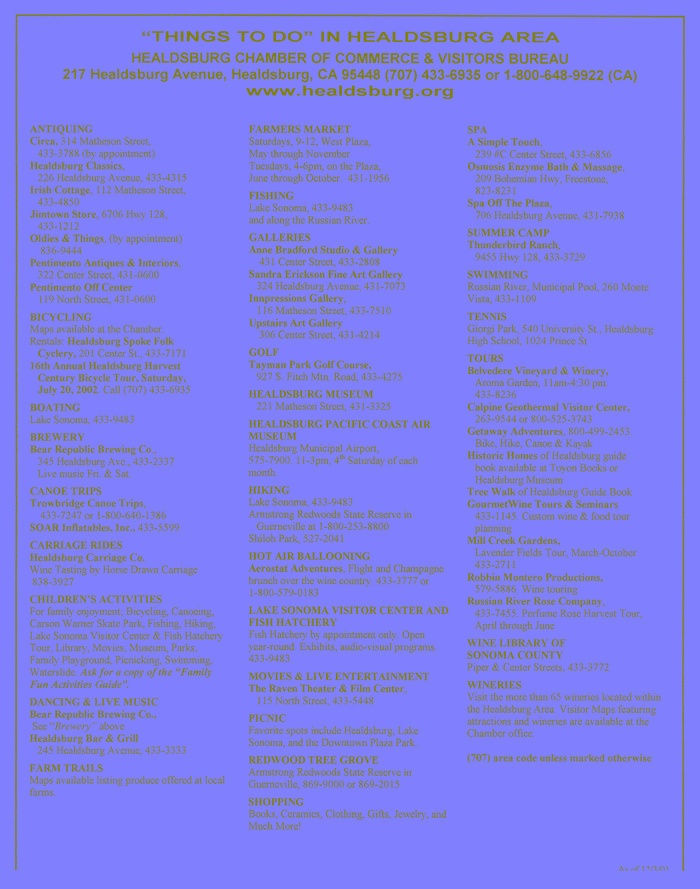 "THINGS TO DO" IN HEALDSBURG AREA
HEALDSBURG CHAMBER OF COMMERCE & VISITORS BUREAU
217 Healdsburg Avenue, Healdsburg, CA 95448 (707) 433-6935 or 1-800-648-9922 (CA)
www.healdsburg.org
ANTIQUING
Circa, 314 Matheson Street,
433-3788 (by appointment)
Healdsburg Classics,
226 Healdsburg Avenue, 433-4315
Irish Cottage, 112 Matheson Street,
433-4850
Jimtown Store, 6706 Hwy 128,
433-1212
Oldies & Things, (by appointment)
836-9444
Pentimento Antiques & Interiors,
322 Center Street, 431-0600
Pentimento Off Center
119 North Street, 431-0600
BICYCLING
Maps available at the Chamber.
Rentals: Healdsburg Spoke Folk
Cyclery, 201 Center St., 433-7171
16th Annual Healdsburg Harvest
Century Bicycle Tour, Saturday,
July 20, 2002. Call (707) 433-6935
BOATING
Lake Sonoma, 433-9483
BREWERY
Bear Republic Brewing Co.,
345 Healdsburg Ave., 433-2337
Live music Fri. & Sat.
CANOE TRIPS
Trowbridge Canoe Trips,
433-7247 or 1-800-640-1386
SOAR Inflatables, Inc., 433-5599
CARRIAGE RIDES
Healdsburg Carriage Co.
Wine Tasting by Horse Drawn Carriage
838-3927
CHILDREN'S ACTIVITIES
For family enjoyment, Bicycling, Canoeing,
Carson Warner Skate Park, Fishing, Hiking,
Lake Sonoma Visitor Center & Fish Hatchery
Tour, Library, Movies, Museum, Parks,
Family Playground, Picnicking, Swimming,
Waterslide. Ask for a copy of the "Family
Fun Activities Guide".
DANCING & LIVE MUSIC
Bear Republic Brewing Co.,
See "Brewery" above
Healdsburg Bar & Grill
245 Healdsburg Avenue, 433-3333
FARM TRAILS
Maps available listing produce offered at local
farms.
FARMERS MARKET
Saturdays, 9-12, West Plaza,
May through November
Tuesdays, 4-6pm, on the Plaza,
June through October. 431-1956
FISHING
Lake Sonoma, 433-9483
and along the Russian River.
GALLERIES
Anne Bradford Studio & Gallery
431 Center Street, 433-2808
Sandra Erickson Fine Art Gallery
324 Healdsburg Avenue, 431-7073
Innpressions Gallery,
116 Matheson Street, 433-7510
Upstairs Art Gallery
306 Center Street, 431-4214
GOLF
Tayman Park Golf Course,
927 S. Fitch Mtn. Road, 433-4275
HEALDSBURG MUSEUM
221 Matheson Street, 431-3325
HEALDSBURG PACIFIC COAST AIR
MUSEUM
Healdsburg Municipal Airport,
575-7900. 11-3pm. 4th Saturday of each
month.
HIKING
Lake Sonoma, 433-9483
Armstrong Redwoods State Reserve in
Guerneville at 1-800-253-8800
Shiloh Park, 527-2041
HOT AIR BALLOONING
Aerostat Adventures, Flight and Champagne
brunch over the wine country. 433-3777 or
1-800-579-0183
LAKE SONOMA VISITOR CENTER AND
FISH HATCHERY
Fish Hatchery by appointment only. Open
year-round. Exhibits, audio-visual programs
433-9483
MOVIES & LIVE ENTERTAINMENT
The Raven Theater & Film Center,
115 North Street, 433-5448
PICNIC
Favorite spots include Healdsburg, Lake
Sonoma, and the Downtown Plaza Park
REDWOOD TREE GROVE
Armstrong Redwoods State Reserve in
Guerneville, 869-9000 or 869-2015
SHOPPING
Books, Ceramics, Clothing, Gifts, Jewelry, and
Much More!
SPA
A Simple Touch,
239 #C Center Street, 433-6856
Osmosis Enzyme Bath & Massage,
209 Bohemian Hwy, Freestone,
823-8231
Spa Off The Plaza,
706 Healdsburg Avenue, 431-7938
SUMMER CAMP
Thunderbird Ranch,
9455 Hwy 128, 433-3729
SWIMMING
Russian River, Municipal Pool, 260 Monte
Vista, 433-1109
TENNIS
Giorgi Park, 540 University St., Healdsburg
High School, 1024 Prince St
TOURS
Belvedere Vineyard & Winery,
Aroma Garden, 11am-4:30 pm.
433-8236
Calpine Geothermal Visitor Center,
263-9544 or 800-525-3743
Getaway Adventures, 800-499-2453.
Bike, Hike, Canoe & Kayak
Historic Homes of Healdsburg guide
book available at Toyon Books or
Healdsburg Museum
Tree Walk of Healdsburg Guide Book
GourmetWine Tours & Seminars
433-1145. Custom wine & food tour
planning
Mill Creek Gardens,
Lavender Fields Tour, March-October
433-2711
Robbin Montero Productions,
579-5886. Wine touring
Russian River Rose Company,
433-7455. Perfume Rose Harvest Tour,
April through June
WINE LIBRARY OF
SONOMA COUNTY
Piper & Center Streets, 433-3772
WINERIES
Visit the more than 65 wineries located within
the Healdsburg Area. Visitor Maps featuring
attractions and wineries are available at the
Chamber office
(707) area code unless marked otherwise